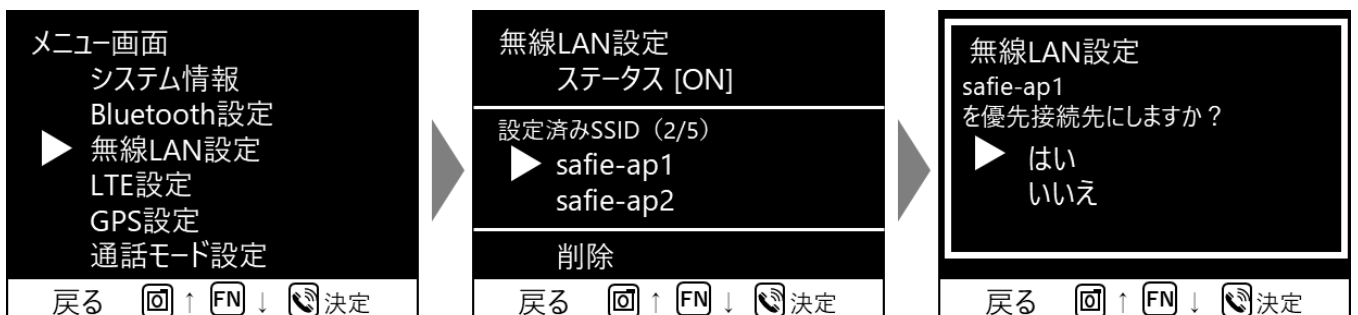 メニュー画面
システム情報
Bluetooth設定
無線LAN設定
LTE設定
GPS設定
通話モード設定
戻る ↑ FN ↓ 決定
無線LAN設定
ステータス [ON]
設定済みSSID（2/5）
safie-ap1
safie-ap2
削除
戻る ↑ FN ↓ 決定
無線LAN設定
safie-ap1
を優先接続先にしますか？
はい
いいえ
戻る ↑ FN ↓ 決定